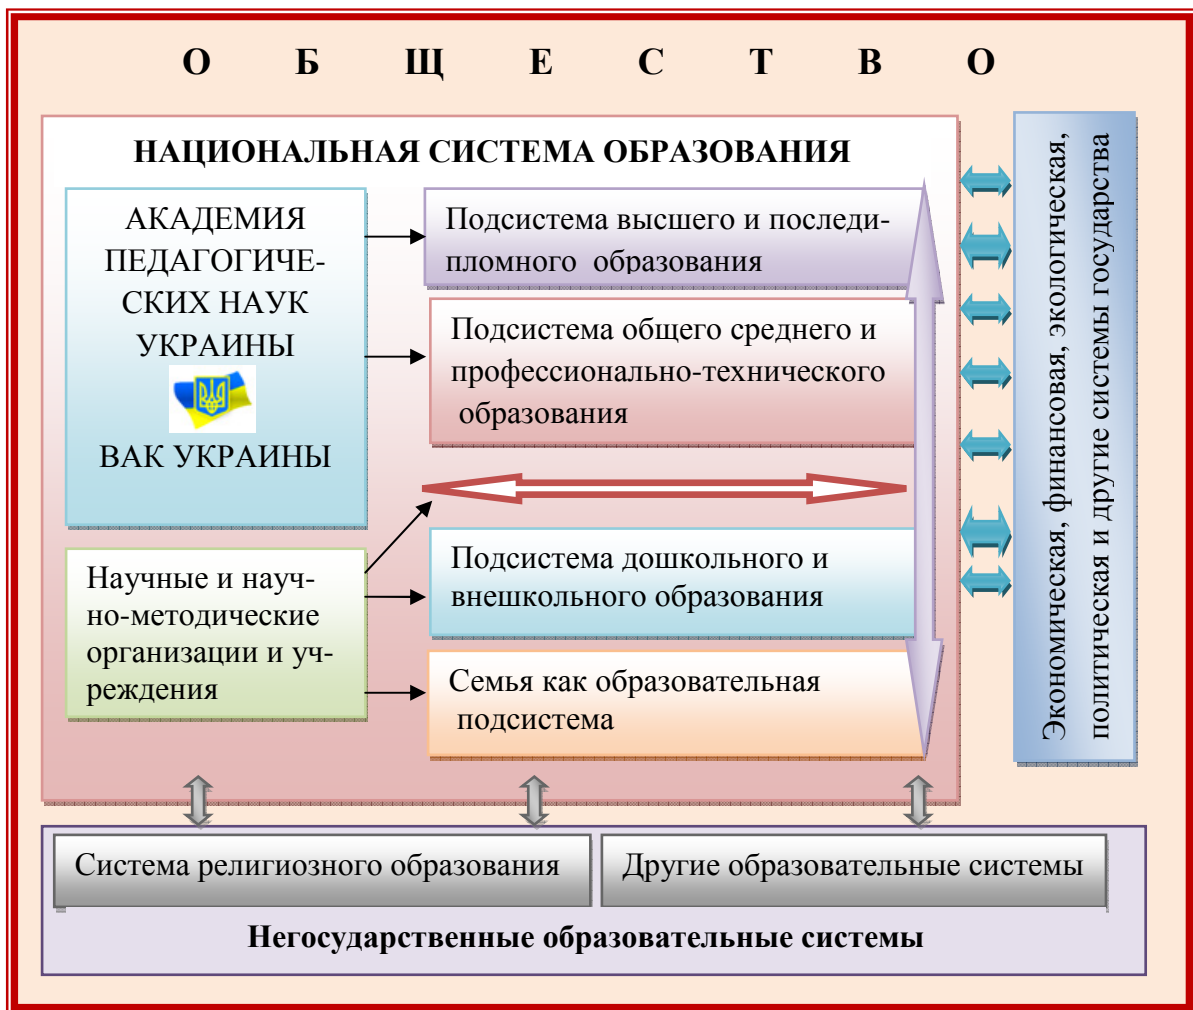 О Б Щ Е С Т В О
НАЦИОНАЛЬНАЯ СИСТЕМА ОБРАЗОВАНИЯ
АКАДЕМИЯ
ПЕДАГОГИЧЕ-
СКИХ НАУК
УКРАИНЫ
ВАК УКРАИНЫ
Научные и науч-
но-методические
организации и уч-
реждения
Подсистема высшего и последи-
пломного образования
Подсистема общего среднего и
профессионально-технического
образования
Подсистема дошкольного и
внешкольного образования
Семья как образовательная
подсистема
Экономическая, финансовая, экологическая,
политическая и другие системы государства
Система религиозного образования
Другие образовательные системы
Негосударственные образовательные системы